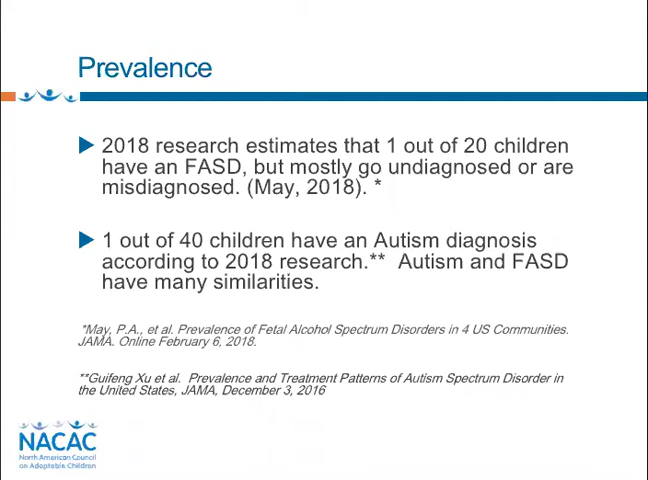 Prevalence
2018 research estimates that 1 out of 20 children
have an FASD, but mostly go undiagnosed or are
misdiagnosed. (May, 2018). *
1 out of 40 children have an Autism diagnosis
according to 2018 research.** Autism and FASD
have many similarities.
*May, P.A., et al. Prevalence of Fetal Alcohol Spectrum Disorders in 4 US Communities.
JAMA. Online February 6, 2018.
**Guifeng Xu et al. Prevalence and Treatment Patterns of Autism Spectrum Disorder in
the United States, JAMA, December 3, 2016
NACAC
North American Council
on Adoptable Children